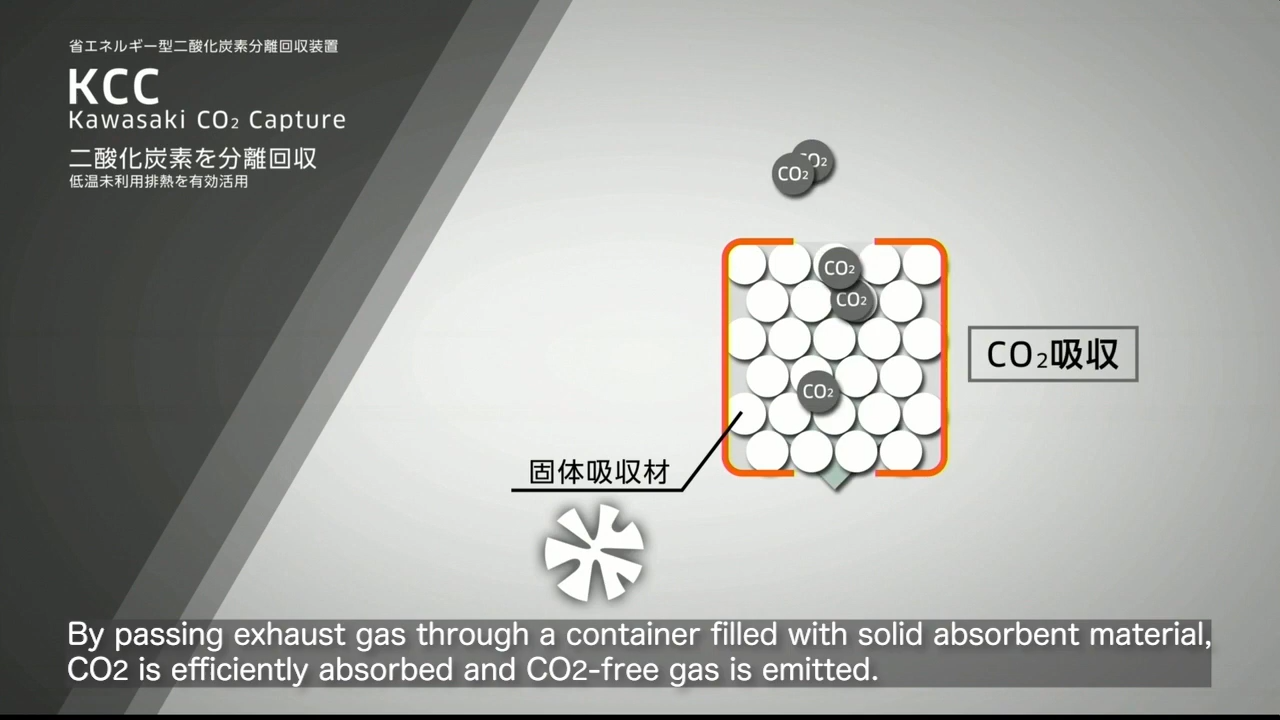 省エネルギー型二酸化炭素分離回収装置
KCC
Kawasaki CO₂ Capture
二酸化炭素を分離回収
低温未利用排熱を有効活用
CO₂
CO₂
CO₂
CO₂
CO₂
CO₂吸収
固体吸収材
By passing exhaust gas through a container filled with solid absorbent material,
CO2 is efficiently absorbed and CO2-free gas is emitted.